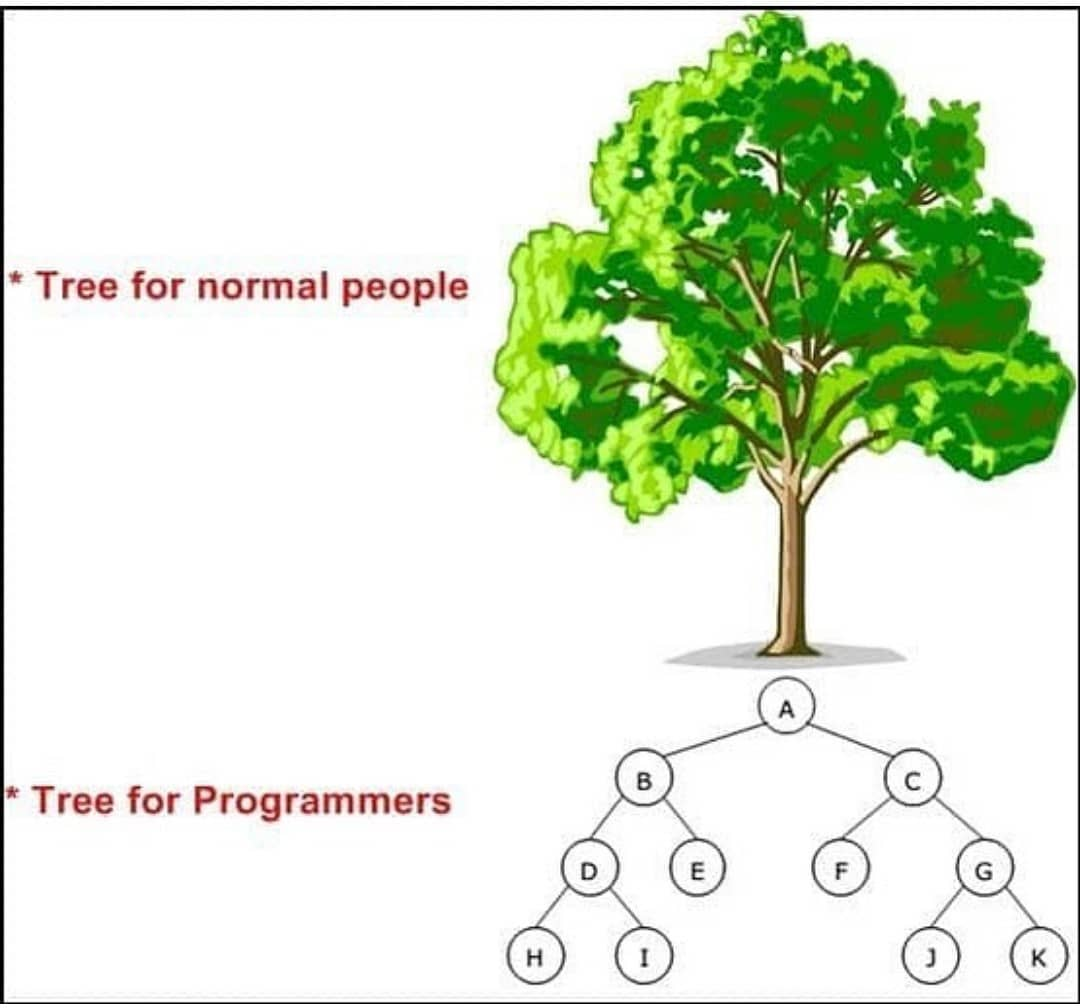 * Tree for normal people
A
B C
* Tree for Programmers
D E F G
H I J K